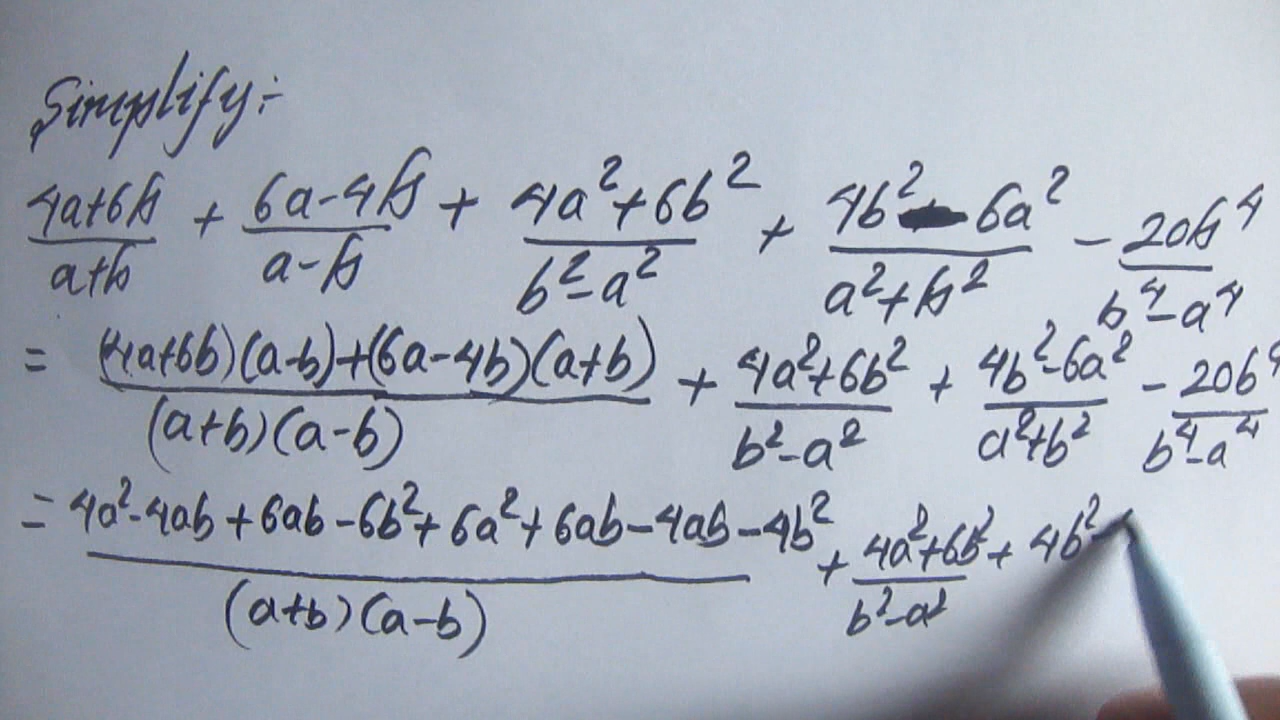 Simplify:-
(4a+6b)/(a+b) + (6a-4b)/(a-b) + (4a²+6b²)/(b²-a²) + (4b²-6a²)/(a²+b²) - 20b⁴/(b⁴-a⁴)
= ((4a+6b)(a-b)+(6a-4b)(a+b))/((a+b)(a-b)) + (4a²+6b²)/(b²-a²) + (4b²-6a²)/(a²+b²) - 20b⁴/(b⁴-a⁴)
= (4a²-4ab+6ab-6b²+6a²+6ab-4ab-4b²)/((a+b)(a-b)) + (4a²+6b²)/(b²-a²) + 4b²-